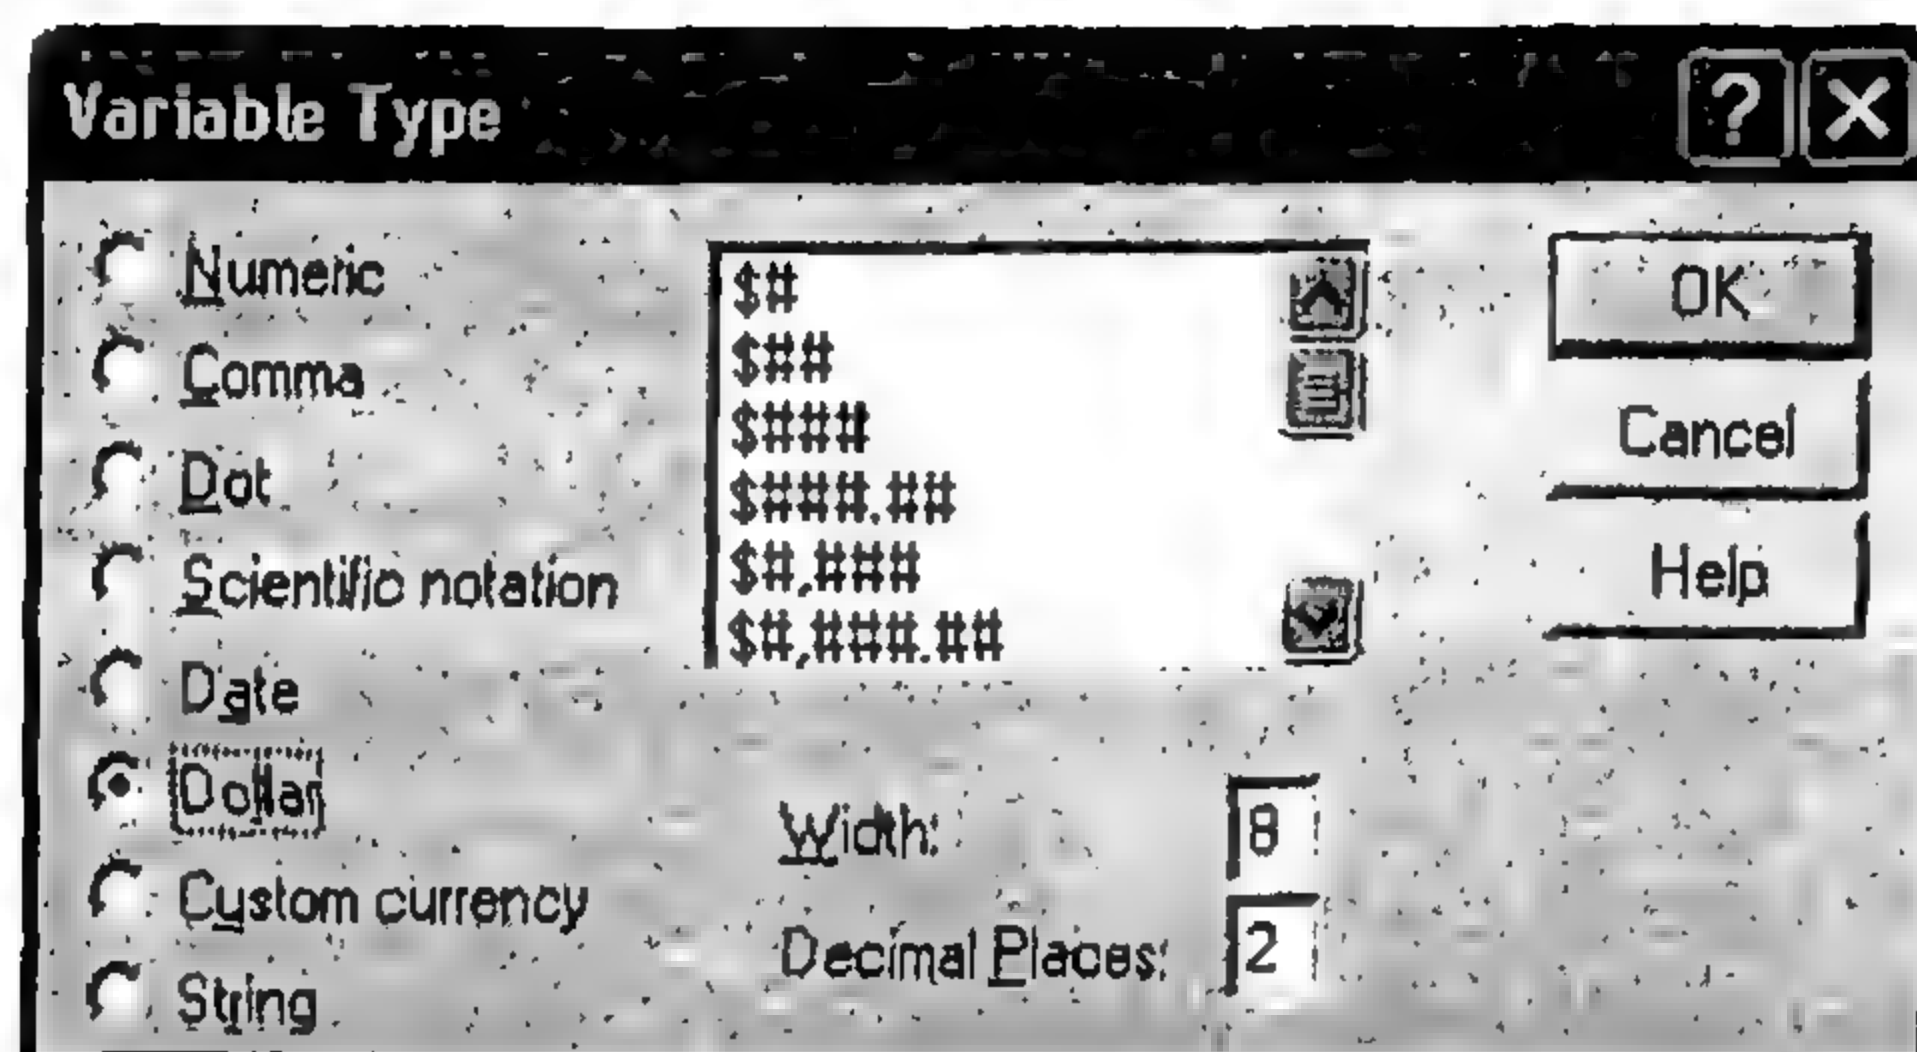 Variable Type
Numeric
Comma
Dot
Scientific notation
Date
Dollar
Custom currency
String
$#
$##
$###
$###.##
$#,###
$#,###.##
Width: 8
Decimal Places: 2
OK
Cancel
Help